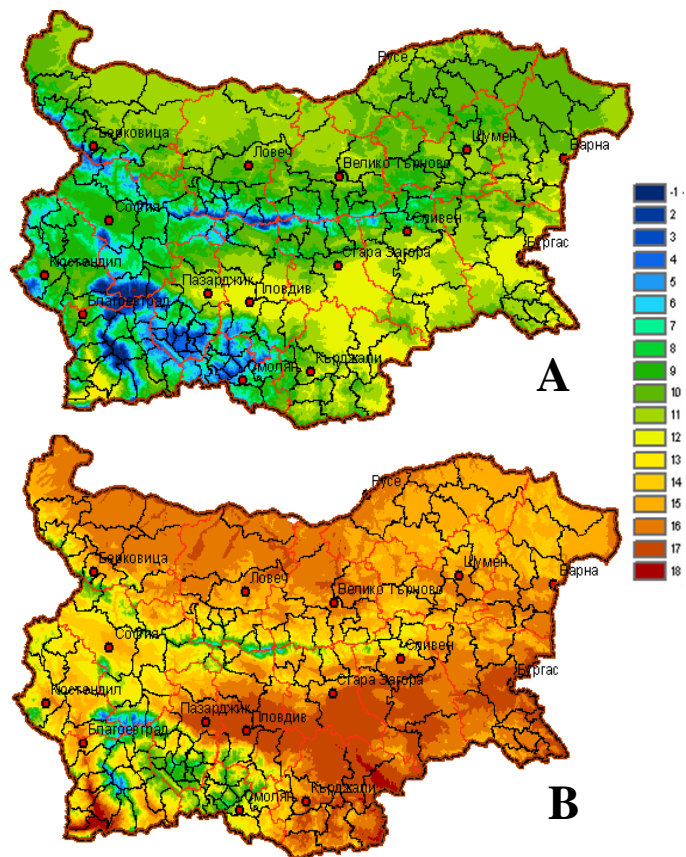 Русе
Берковица
Ловеч
Велико Търново
Шумен
Варна
София
Сливен
Бургас
Кюстендил
Стара Загора
Пазарджик
Пловдив
Благоевград
Смолян
Кърджали
A
-1 -
2
3
4
5
6
7
8
9
10
11
12
13
14
15
16
17
18
Русе
Берковица
Ловеч
Велико Търново
Шумен
Варна
София
Сливен
Бургас
Кюстендил
Стара Загора
Пазарджик
Пловдив
Благоевград
Смолян
Кърджали
B